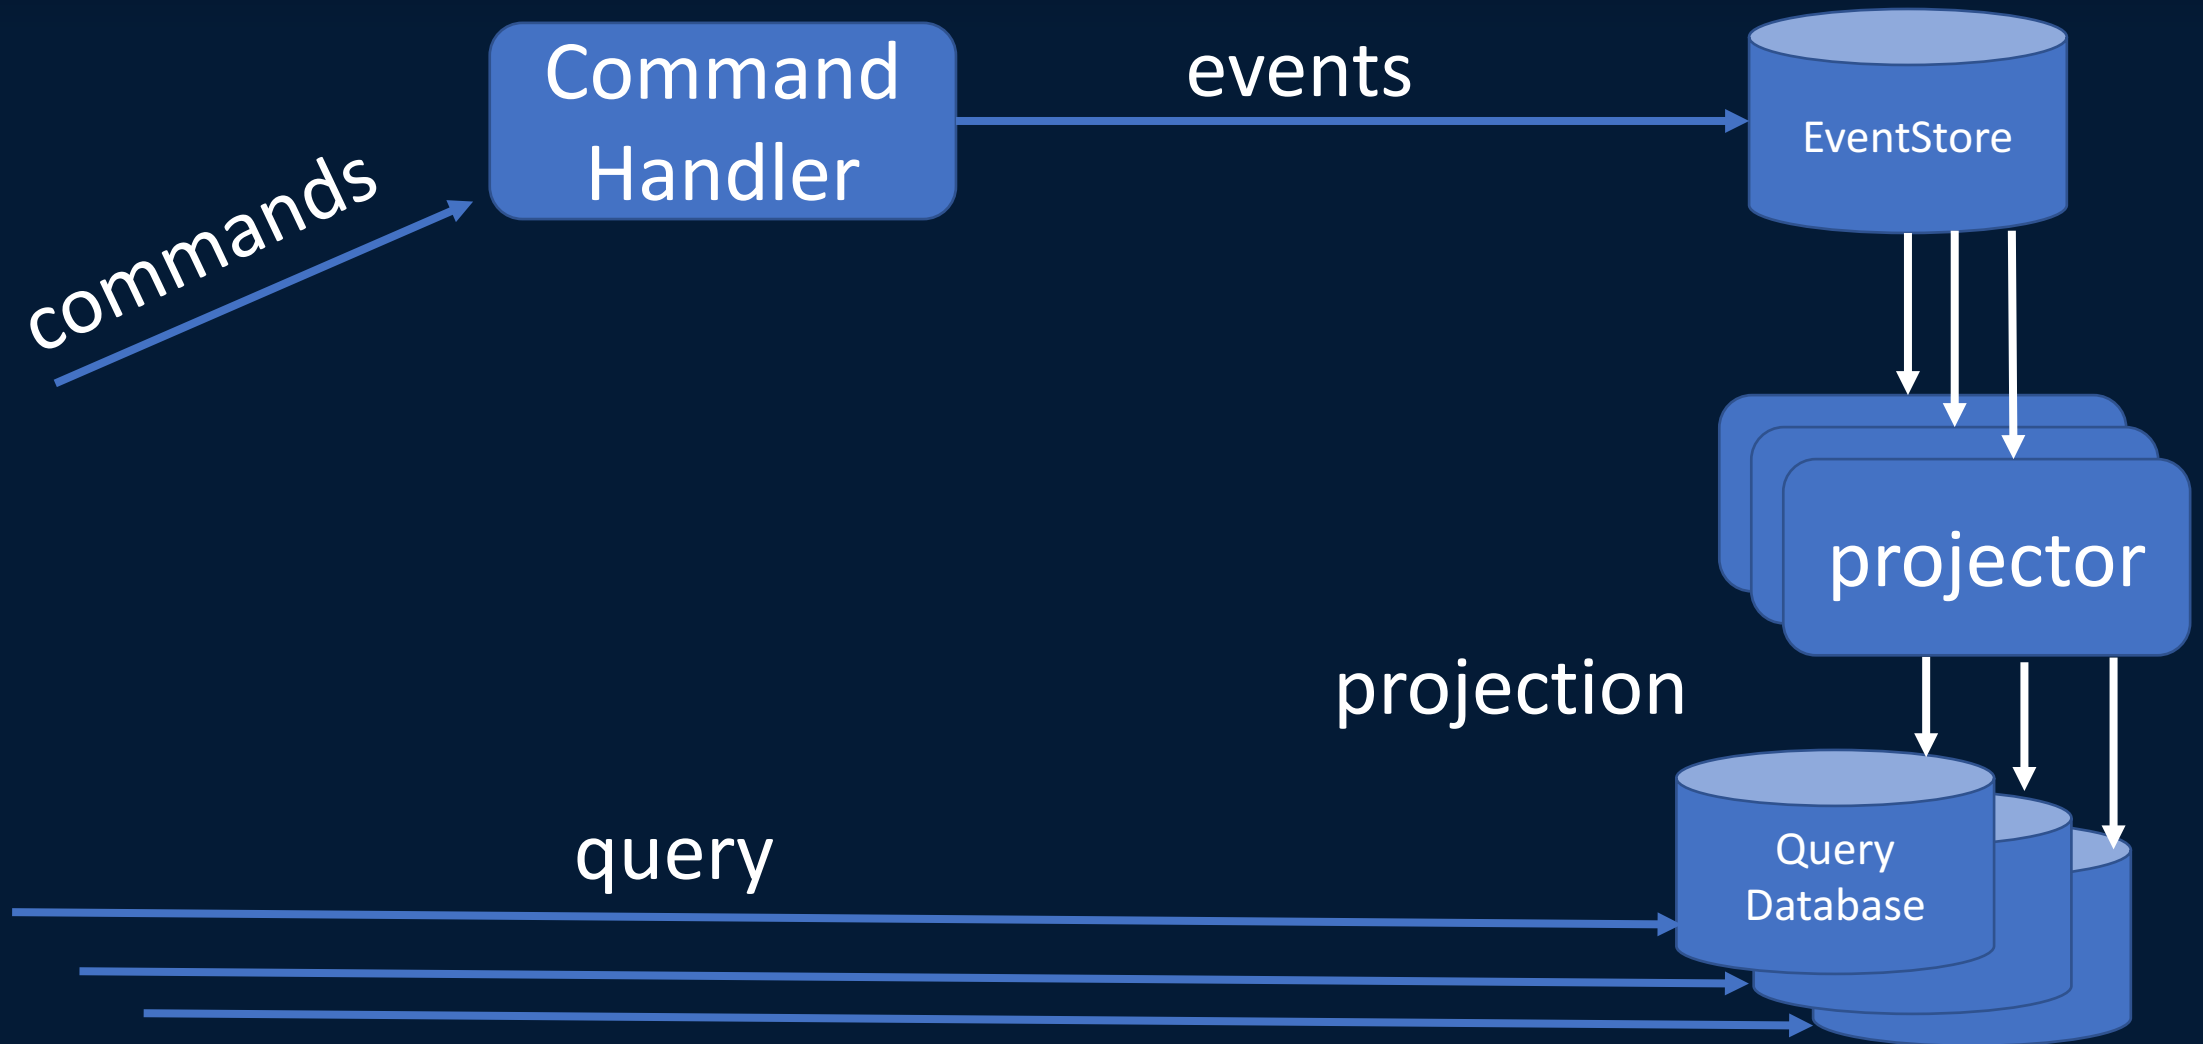 Command
Handler
events
EventStore
commands
projector
projection
query
Query
Database